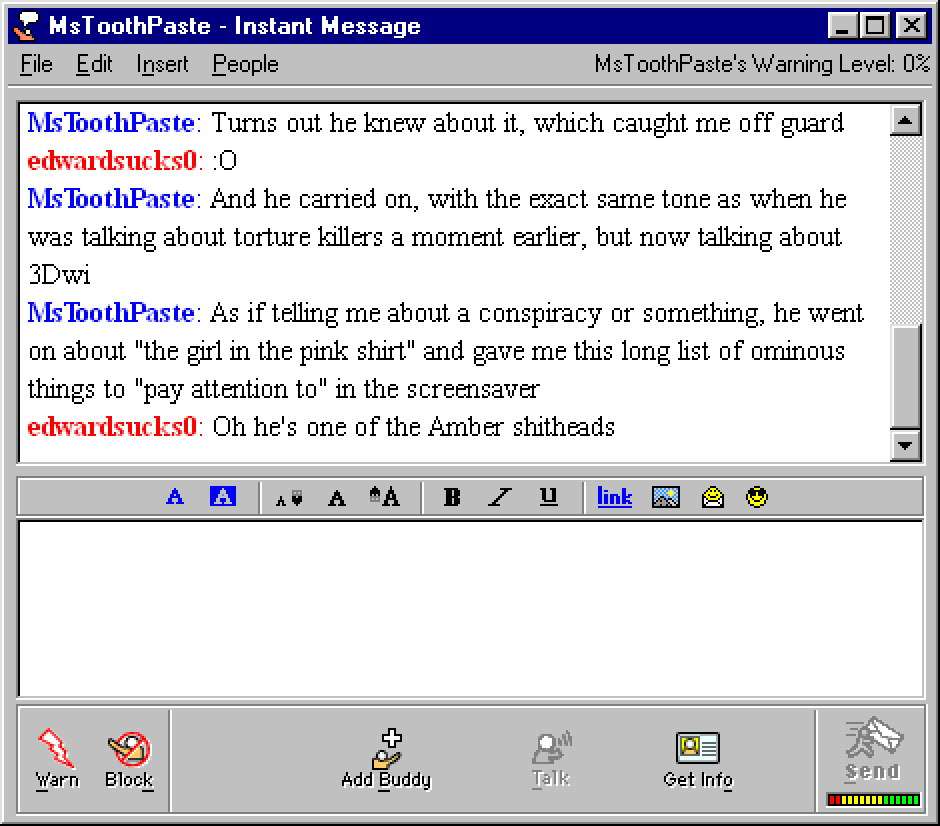 MsToothPaste - Instant Message
File Edit Insert People MsToothPaste's Warning Level: 0%
MsToothPaste: Turns out he knew about it, which caught me off guard
edwardsucks0: :O
MsToothPaste: And he carried on, with the exact same tone as when he
was talking about torture killers a moment earlier, but now talking about
3Dwi
MsToothPaste: As if telling me about a conspiracy or something, he went
on about "the girl in the pink shirt" and gave me this long list of ominous
things to "pay attention to" in the screensaver
edwardsucks0: Oh he's one of the Amber shitheads
A A A A A B I U link
Warn Block Add Buddy Talk Get Info Send